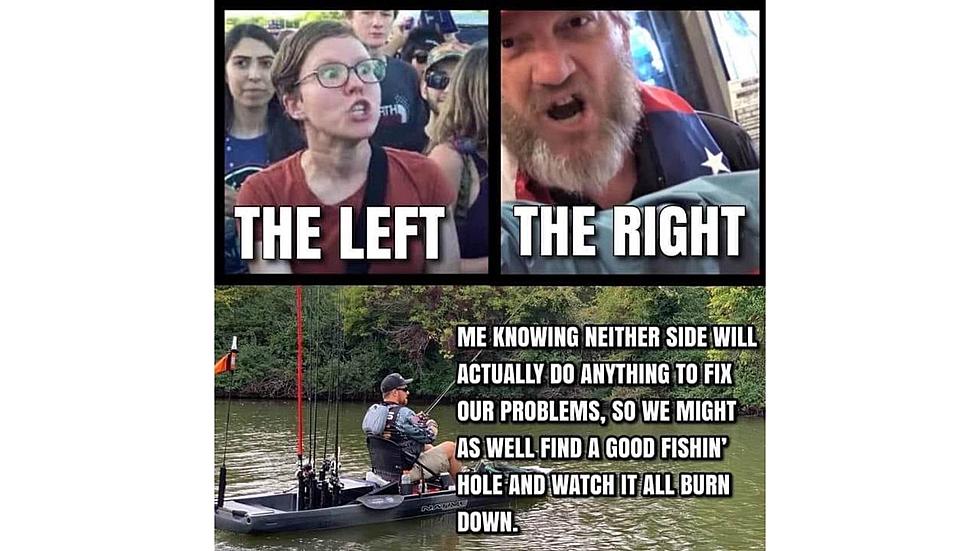 THE LEFT
THE RIGHT
ME KNOWING NEITHER SIDE WILL
ACTUALLY DO ANYTHING TO FIX
OUR PROBLEMS, SO WE MIGHT
AS WELL FIND A GOOD FISHIN'
HOLE AND WATCH IT ALL BURN
DOWN.
NATIVE